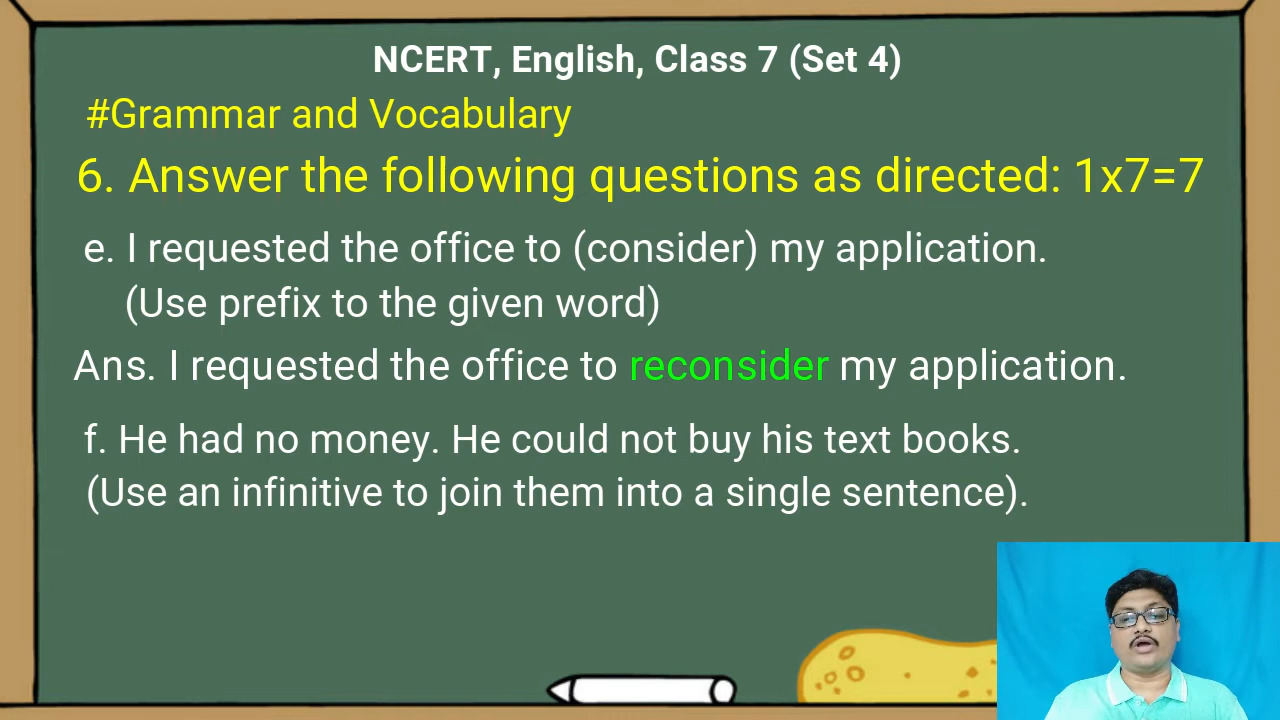 NCERT, English, Class 7 (Set 4)
#Grammar and Vocabulary
6. Answer the following questions as directed: 1x7=7
e. I requested the office to (consider) my application.
(Use prefix to the given word)
Ans. I requested the office to reconsider my application.
f. He had no money. He could not buy his text books.
(Use an infinitive to join them into a single sentence).